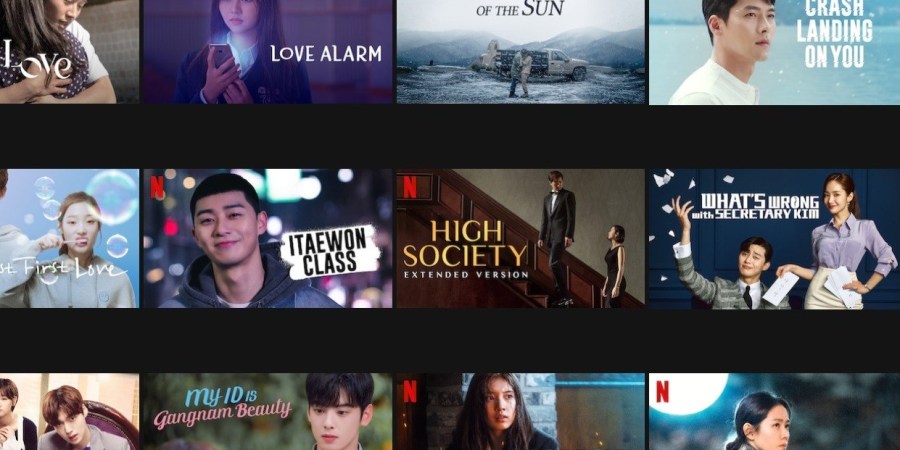 Love
LOVE ALARM
OF THE SUN
CRASH
LANDING
ON YOU
First Love
N
ITAEWON
CLASS
N
HIGH
SOCIETY
EXTENDED VERSION
WHAT'S WRONG
with SECRETARY KIM
MY ID IS
Gangnam Beauty
N
N